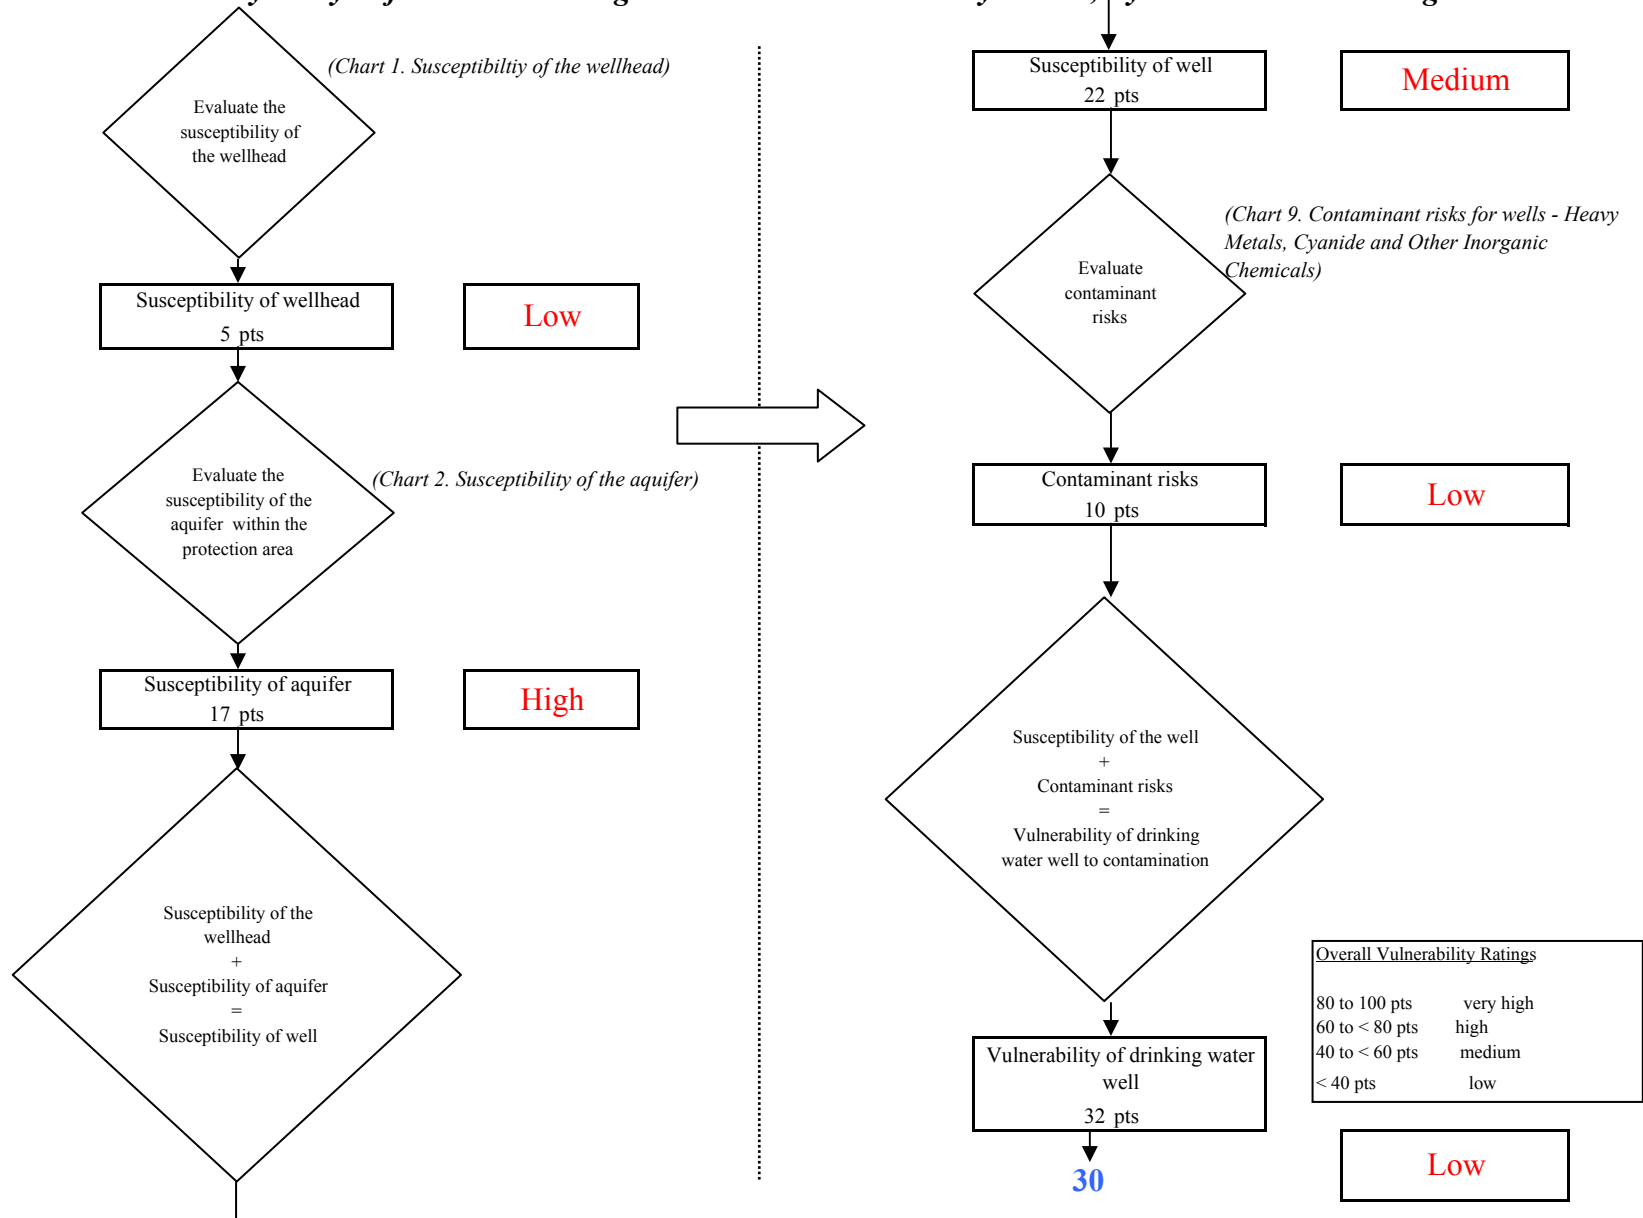 (Chart 1. Susceptibiltiy of the wellhead)
Evaluate the
susceptibility of
the wellhead
Susceptibility of wellhead
5 pts
Low
Evaluate the
susceptibility of the
aquifer within the
protection area
(Chart 2. Susceptibility of the aquifer)
Susceptibility of aquifer
17 pts
High
Susceptibility of the
wellhead
+
Susceptibility of aquifer
=
Susceptibility of well
Susceptibility of well
22 pts
Medium
(Chart 9. Contaminant risks for wells - Heavy
Metals, Cyanide and Other Inorganic
Chemicals)
Evaluate
contaminant
risks
Contaminant risks
10 pts
Low
Susceptibility of the well
+
Contaminant risks
=
Vulnerability of drinking
water well to contamination
Overall Vulnerability Ratings
80 to 100 pts very high
60 to < 80 pts high
40 to < 60 pts medium
< 40 pts low
Vulnerability of drinking water
well
32 pts
30
Low